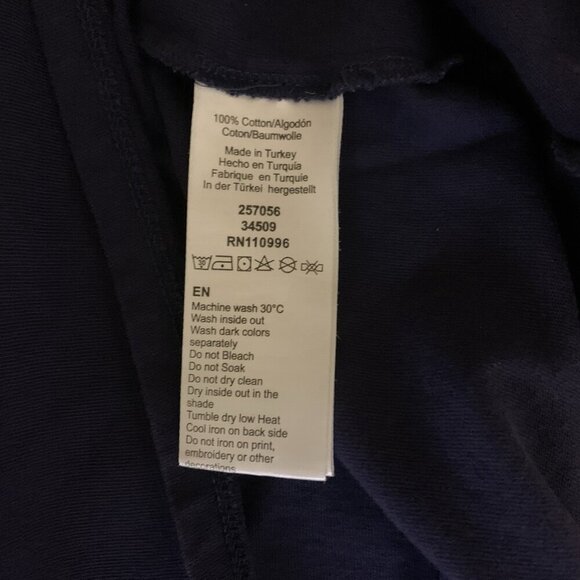 100% Cotton/Algodón
Coton/Baumwolle
Made in Turkey
Hecho en Turquía
Fabrique en Turquie
In der Türkei hergestellt
257056
34509
RN110996
30
EN
Machine wash 30°C
Wash inside out
Wash dark colors
separately
Do not Bleach
Do not Soak
Do not dry clean
Dry inside out in the
shade
Tumble dry low Heat
Cool iron on back side
Do not iron on print,
embroidery or other
decorations